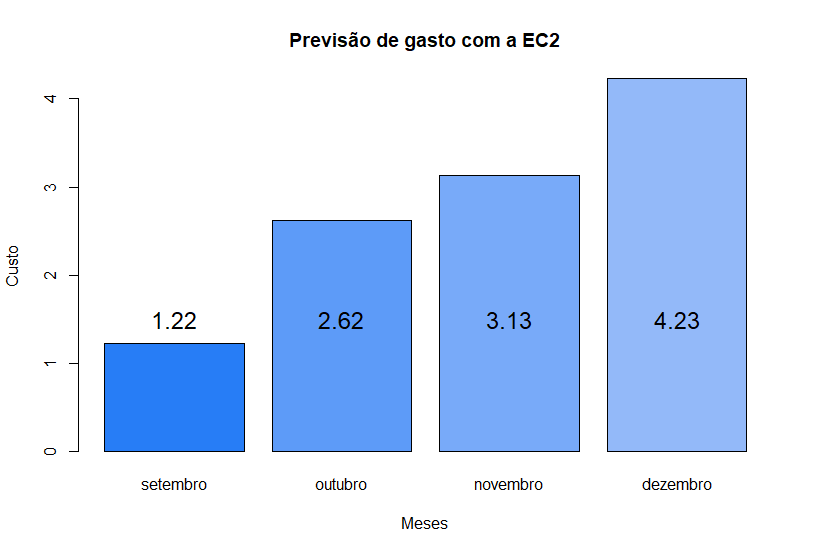 Previsão de gasto com a EC2
Custo
4
3
2
1
0
1.22
2.62
3.13
4.23
setembro
outubro
novembro
dezembro
Meses